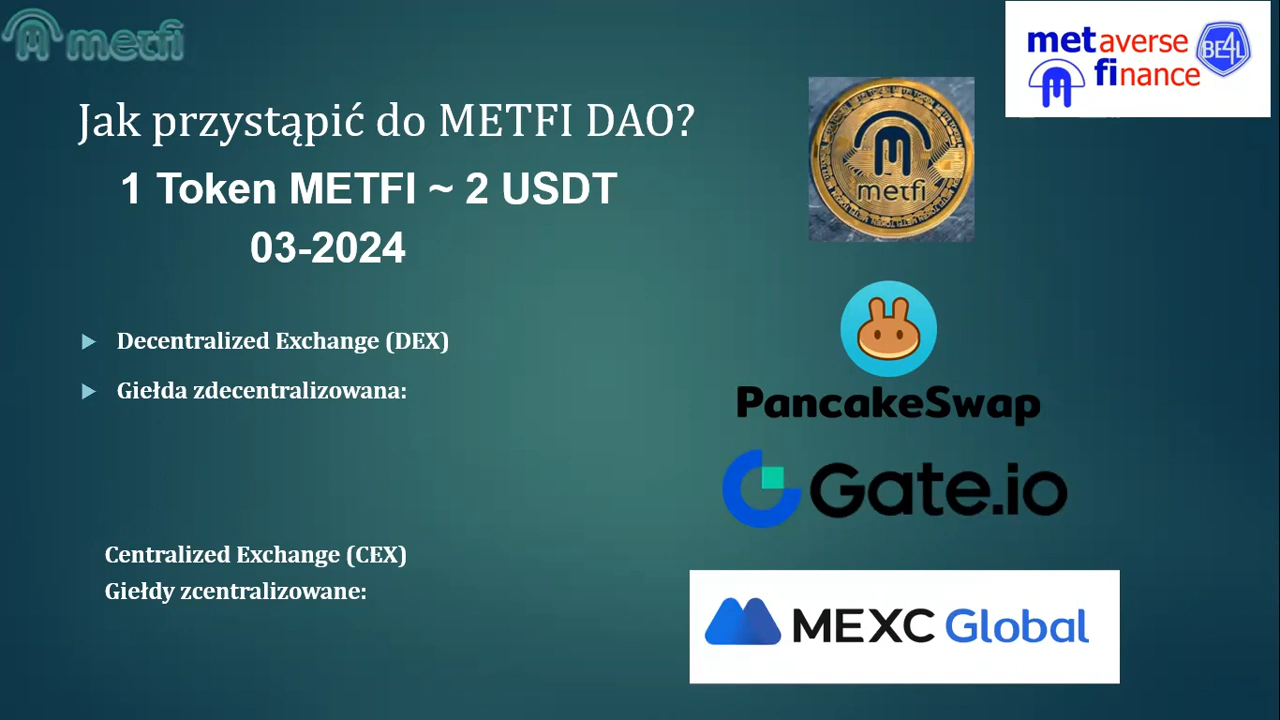 metfi
metaverse
finance
BE4L
Jak przystąpić do METFI DAO?
1 Token METFI ~ 2 USDT
03-2024
metfi
Decentralized Exchange (DEX)
Giełda zdecentralizowana:
PancakeSwap
Gate.io
Centralized Exchange (CEX)
Giełdy zcentralizowane:
MEXC Global